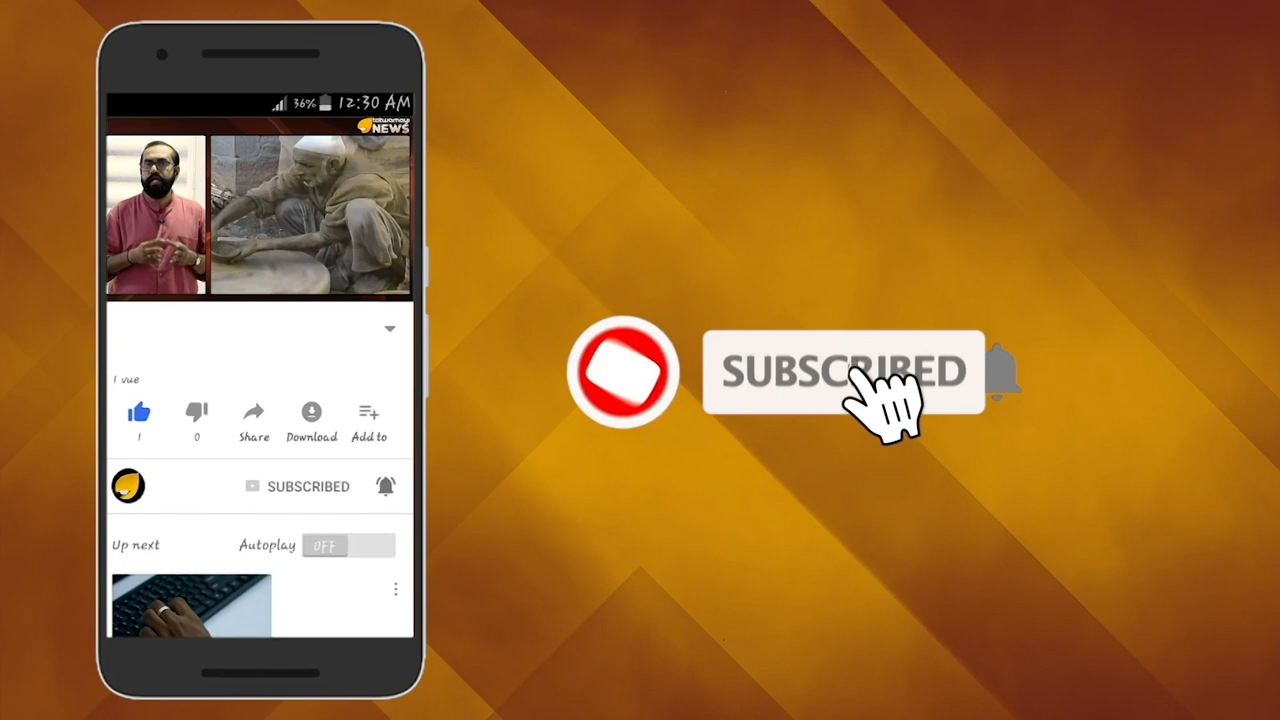 36% 12:30 AM
tatwamayi
NEWS
1 vue
1
0
Share
Download
Add to
SUBSCRIBED
Up next
Autoplay
OFF
SUBSCRIBED